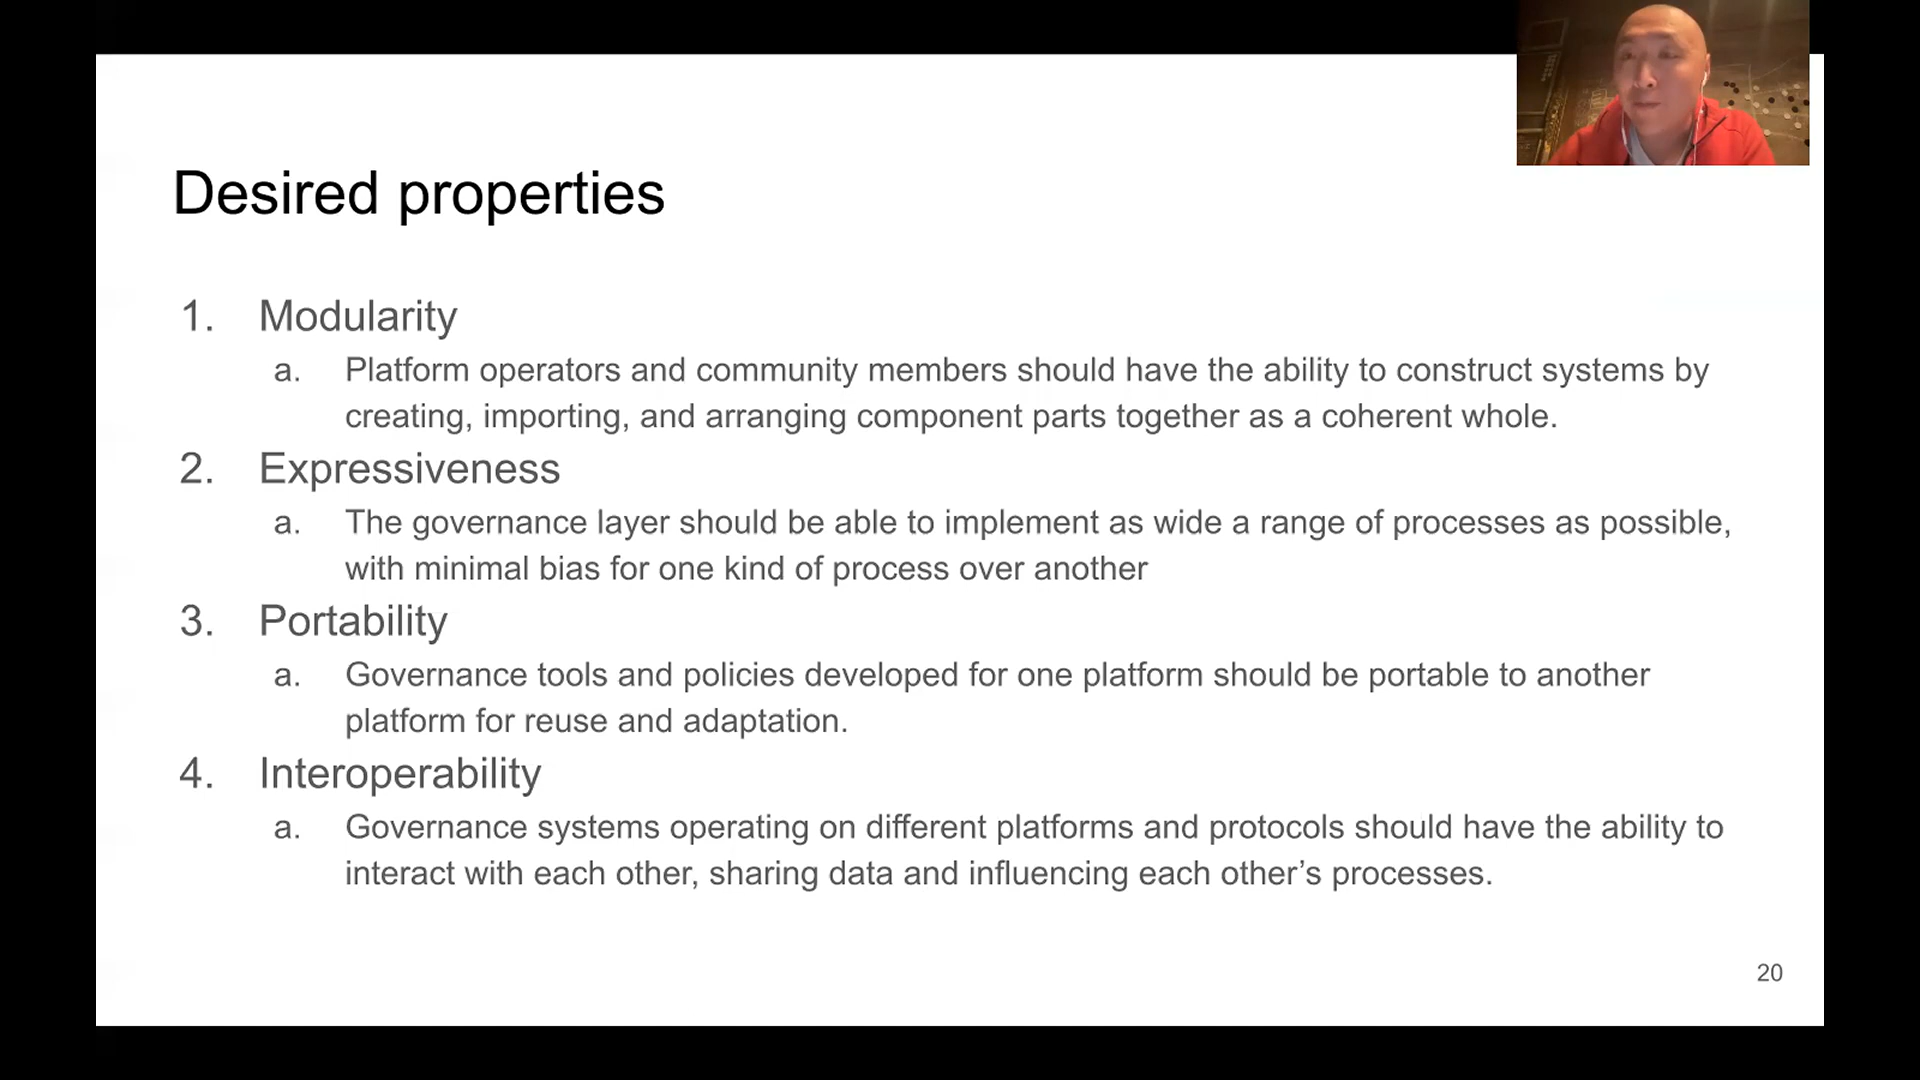 Desired properties
1. Modularity
a. Platform operators and community members should have the ability to construct systems by
creating, importing, and arranging component parts together as a coherent whole.
2. Expressiveness
a. The governance layer should be able to implement as wide a range of processes as possible,
with minimal bias for one kind of process over another
3. Portability
a. Governance tools and policies developed for one platform should be portable to another
platform for reuse and adaptation.
4. Interoperability
a. Governance systems operating on different platforms and protocols should have the ability to
interact with each other, sharing data and influencing each other’s processes.
20